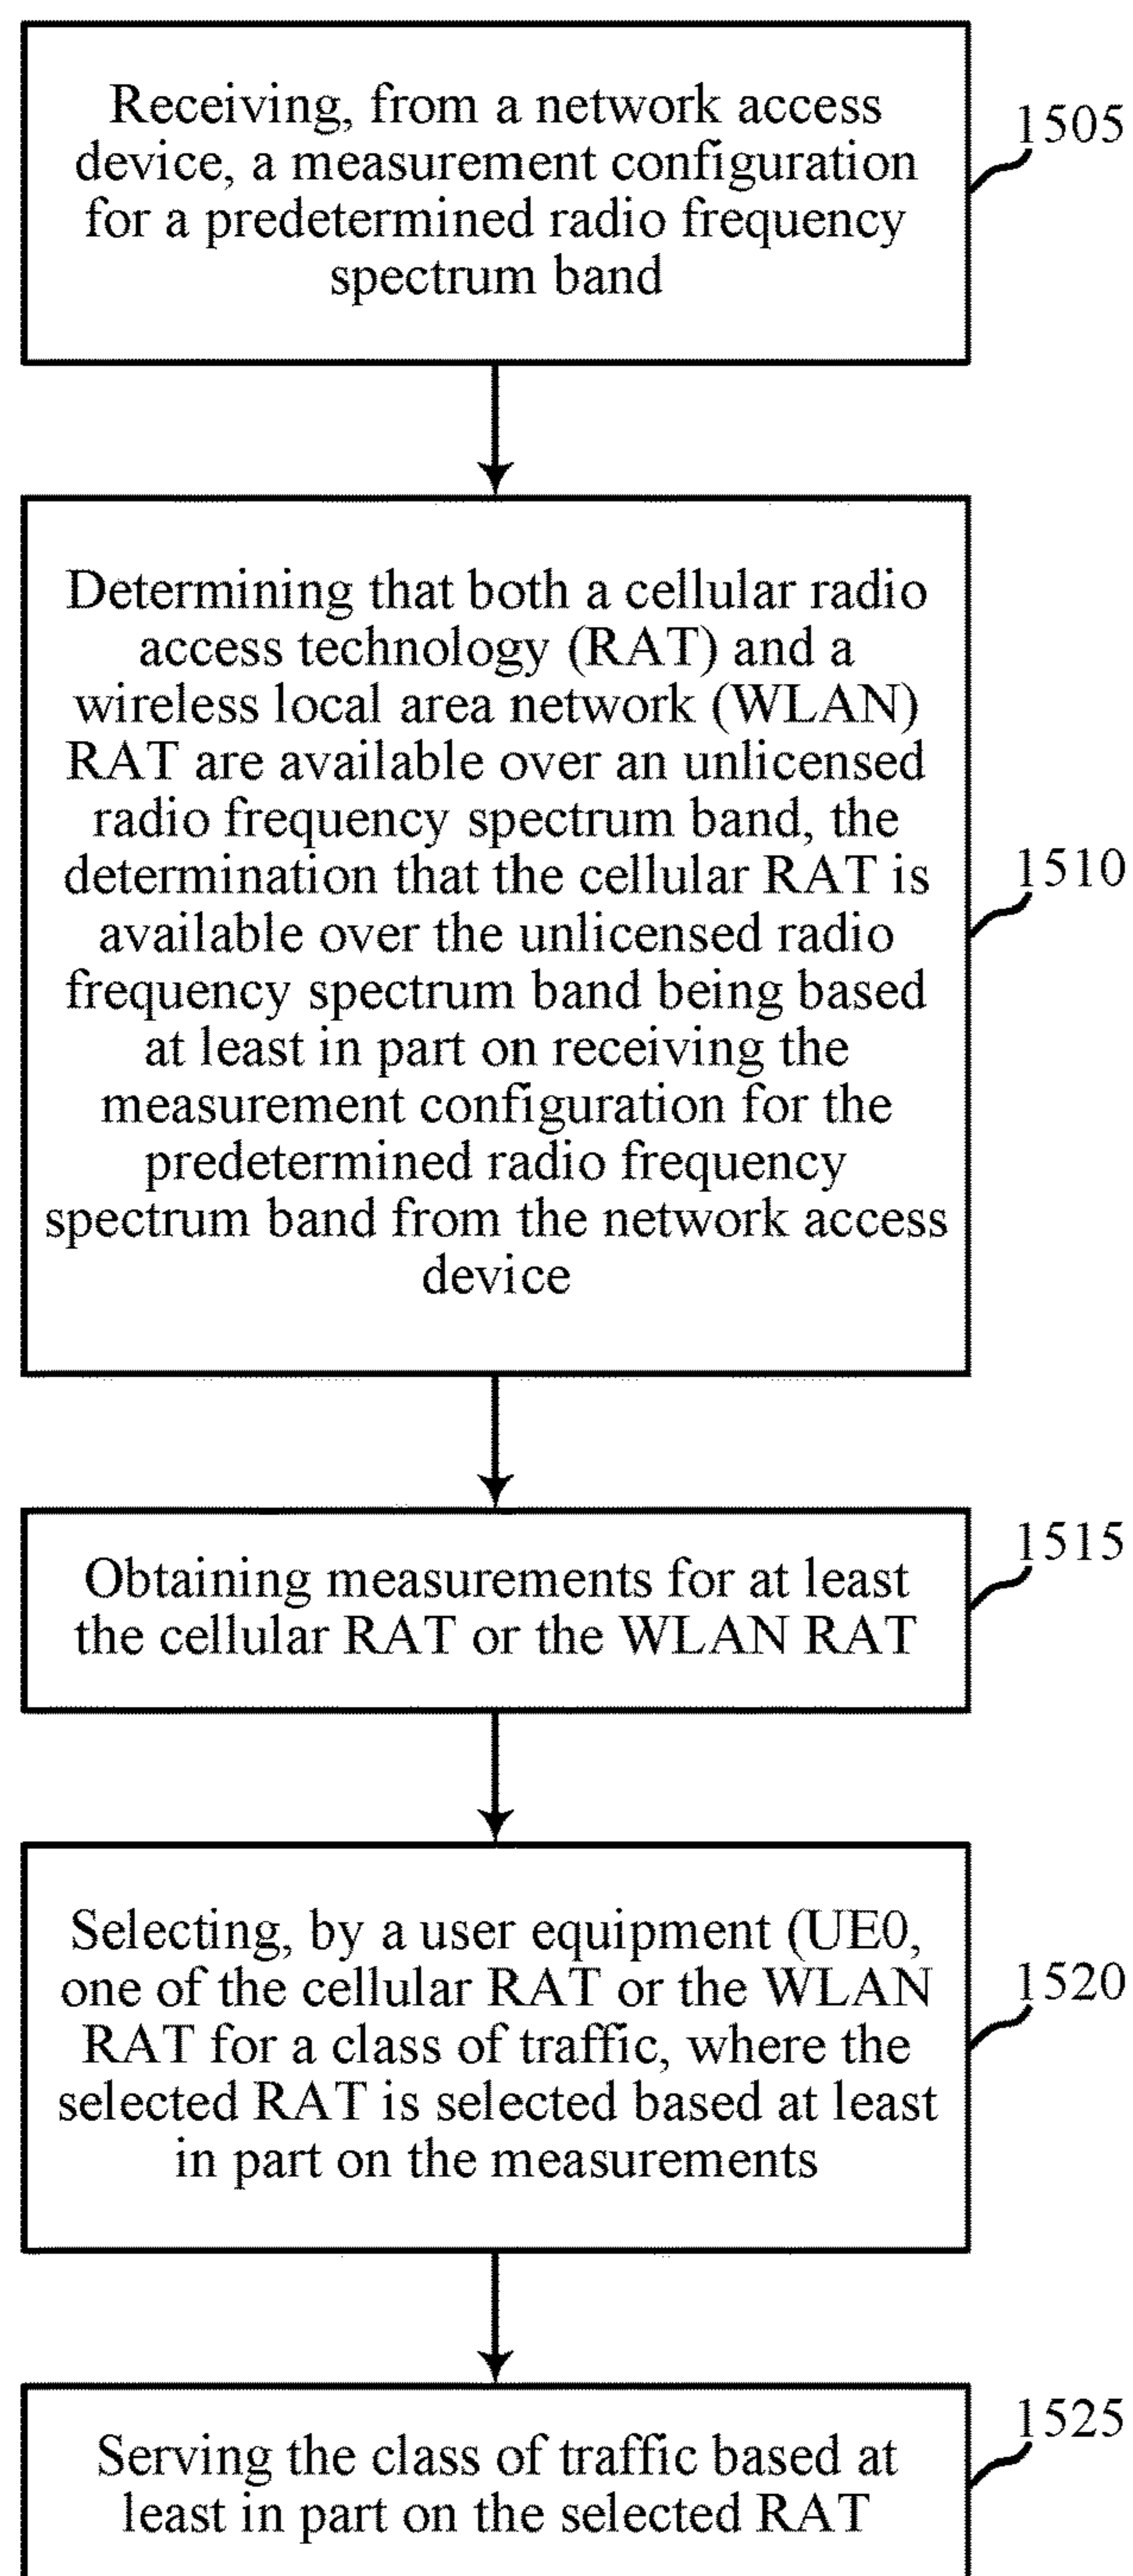 Receiving, from a network access
device, a measurement configuration
for a predetermined radio frequency
spectrum band
1505
Determining that both a cellular radio
access technology (RAT) and a
wireless local area network (WLAN)
RAT are available over an unlicensed
radio frequency spectrum band, the
determination that the cellular RAT is
available over the unlicensed radio
frequency spectrum band being based
at least in part on receiving the
measurement configuration for the
predetermined radio frequency
spectrum band from the network access
device
1510
Obtaining measurements for at least
the cellular RAT or the WLAN RAT
1515
Selecting, by a user equipment (UE0,
one of the cellular RAT or the WLAN
RAT for a class of traffic, where the
selected RAT is selected based at least
in part on the measurements
1520
Serving the class of traffic based at
least in part on the selected RAT
1525